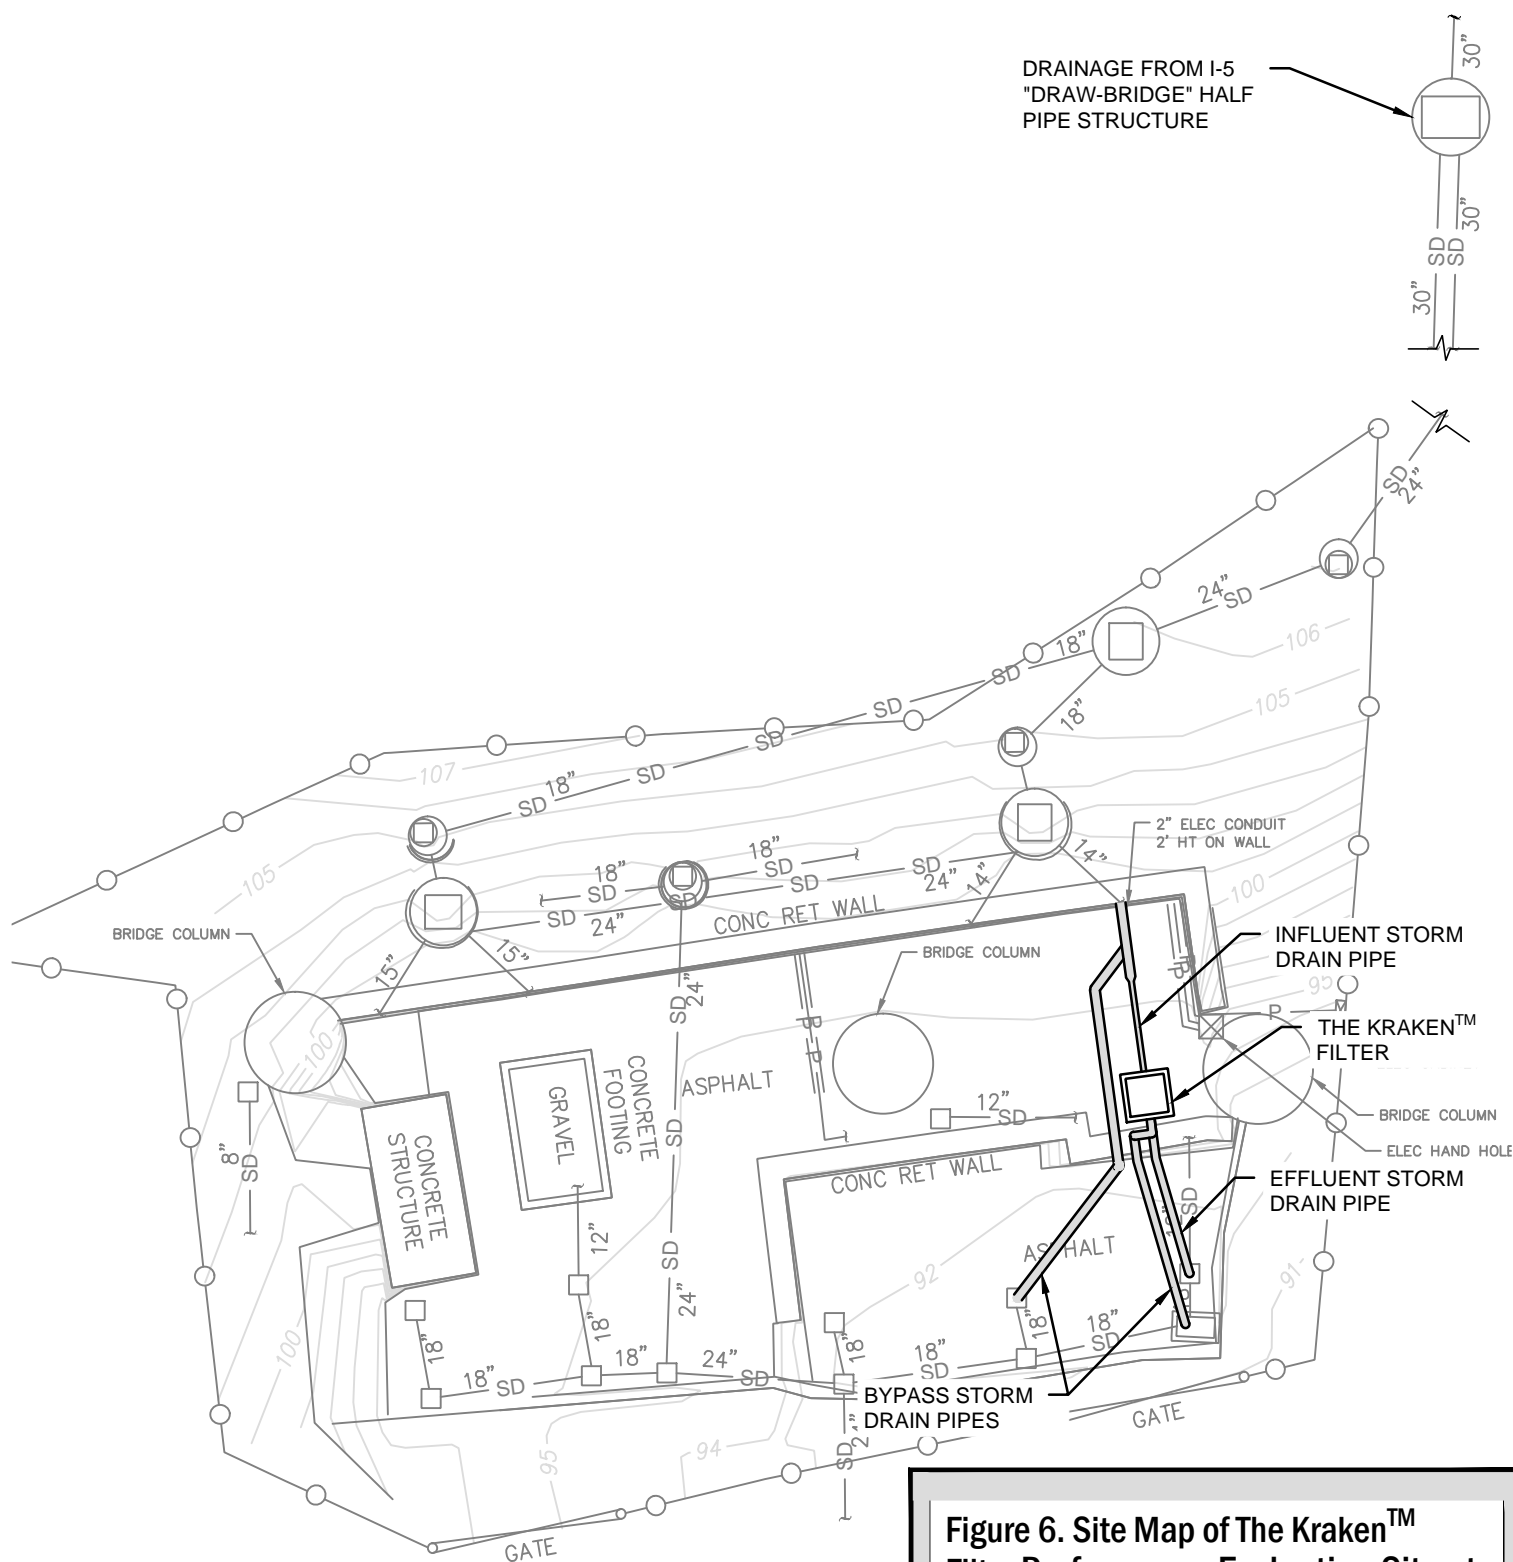 30”
DRAINAGE FROM I-5
"DRAW-BRIDGE" HALF
PIPE STRUCTURE
30”
SD
SD
30”
SD
24”
24”
SD
106
18”
SD
105
18”
SD
SD
107
18”
SD
SD
2” ELEC CONDUIT
2’ HT ON WALL
14”
18”
SD
18”
SD
SD
SD
24”
14”
105
SD
SD
24”
100
CONC RET WALL
BRIDGE COLUMN
15”
15”
BRIDGE COLUMN
INFLUENT STORM
DRAIN PIPE
95
SD
24”
P
P
P
THE KRAKEN™
FILTER
100
ASPHALT
CONCRETE
FOOTING
GRAVEL
12”
SD
BRIDGE COLUMN
ELEC HAND HOLE
8”
SD
CONCRETE
STRUCTURE
SD
CONC RET WALL
EFFLUENT STORM
DRAIN PIPE
SD
12”
SD
24”
ASPHALT
92
91
100
18”
18”
18”
18”
18”
SD
18”
24”
SD
18”
SD
18”
SD
BYPASS STORM
DRAIN PIPES
SD
GATE
95
94
GATE
Figure 6. Site Map of The Kraken™